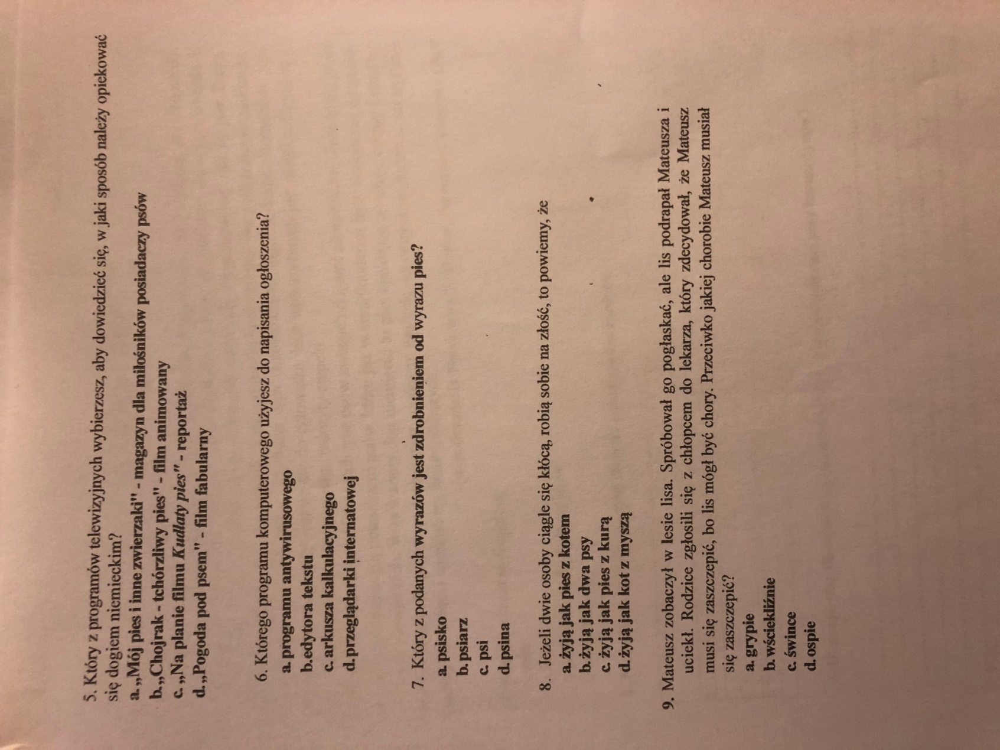 5. Który z programów telewizyjnych wybierzesz, aby dowiedzieć się, w jaki sposób należy opiekować
się dogiem niemieckim?
a. „Mój pies i inne zwierzaki" - magazyn dla miłośników posiadaczy psów
b. „Chojrak - tchórzliwy pies" - film animowany
c. „Na planie filmu Kudłaty pies" - reportaż
d. „Pogoda pod psem" - film fabularny
6. Którego programu komputerowego użyjesz do napisania ogłoszenia?
a. programu antywirusowego
b. edytora tekstu
c. arkusza kalkulacyjnego
d. przeglądarki internatowej
7. Który z podanych wyrazów jest zdrobnieniem od wyrazu pies?
a. psisko
b. psiarz
c. psi
d. psina
8. Jeżeli dwie osoby ciągle się kłócą, robią sobie na złość, to powiemy, że
a. żyją jak pies z kotem
b. żyją jak dwa psy
c. żyją jak pies z kurą
d. żyją jak kot z myszą
9. Mateusz zobaczył w lesie lisa. Spróbował go pogłaskać, ale lis podrapał Mateusza i
uciekł. Rodzice zgłosili się z chłopcem do lekarza, który zdecydował, że Mateusz
musi się zaszczepić, bo lis mógł być chory. Przeciwko jakiej chorobie Mateusz musiał
się zaszczepić?
a. grypie
b. wściekliźnie
c. śwince
d. ospie